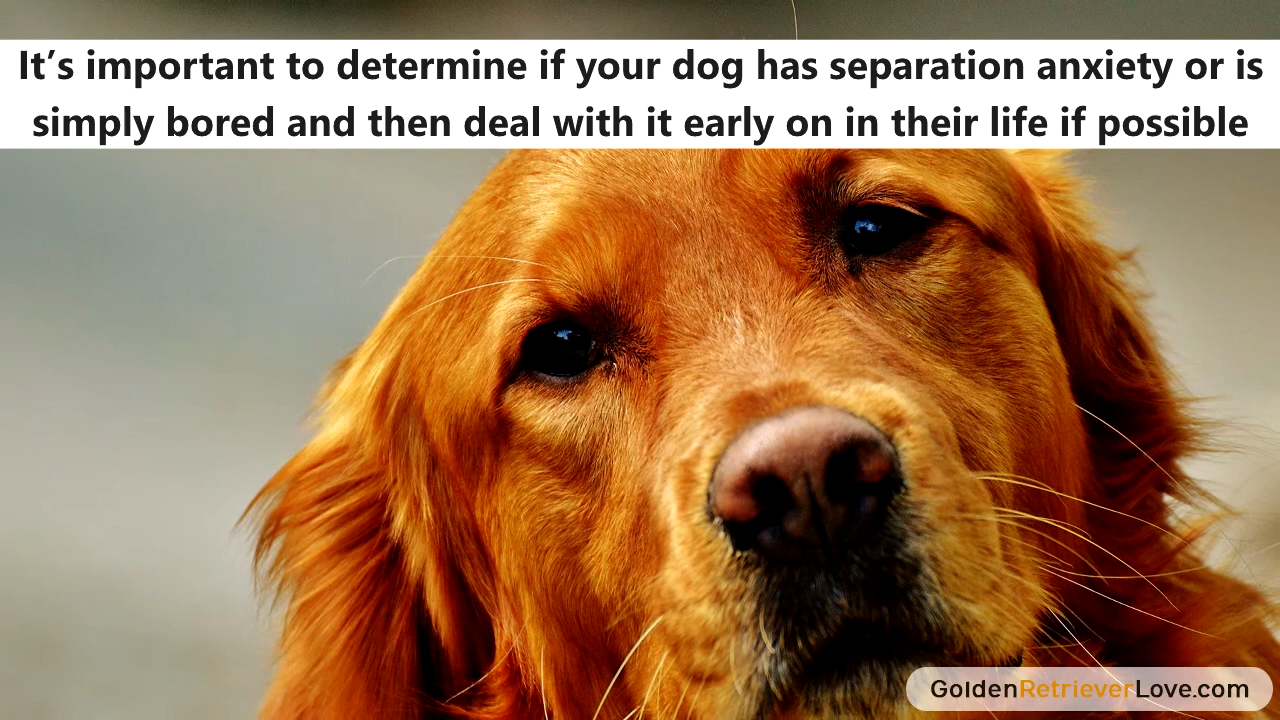 It’s important to determine if your dog has separation anxiety or is
simply bored and then deal with it early on in their life if possible
GoldenRetrieverLove.com